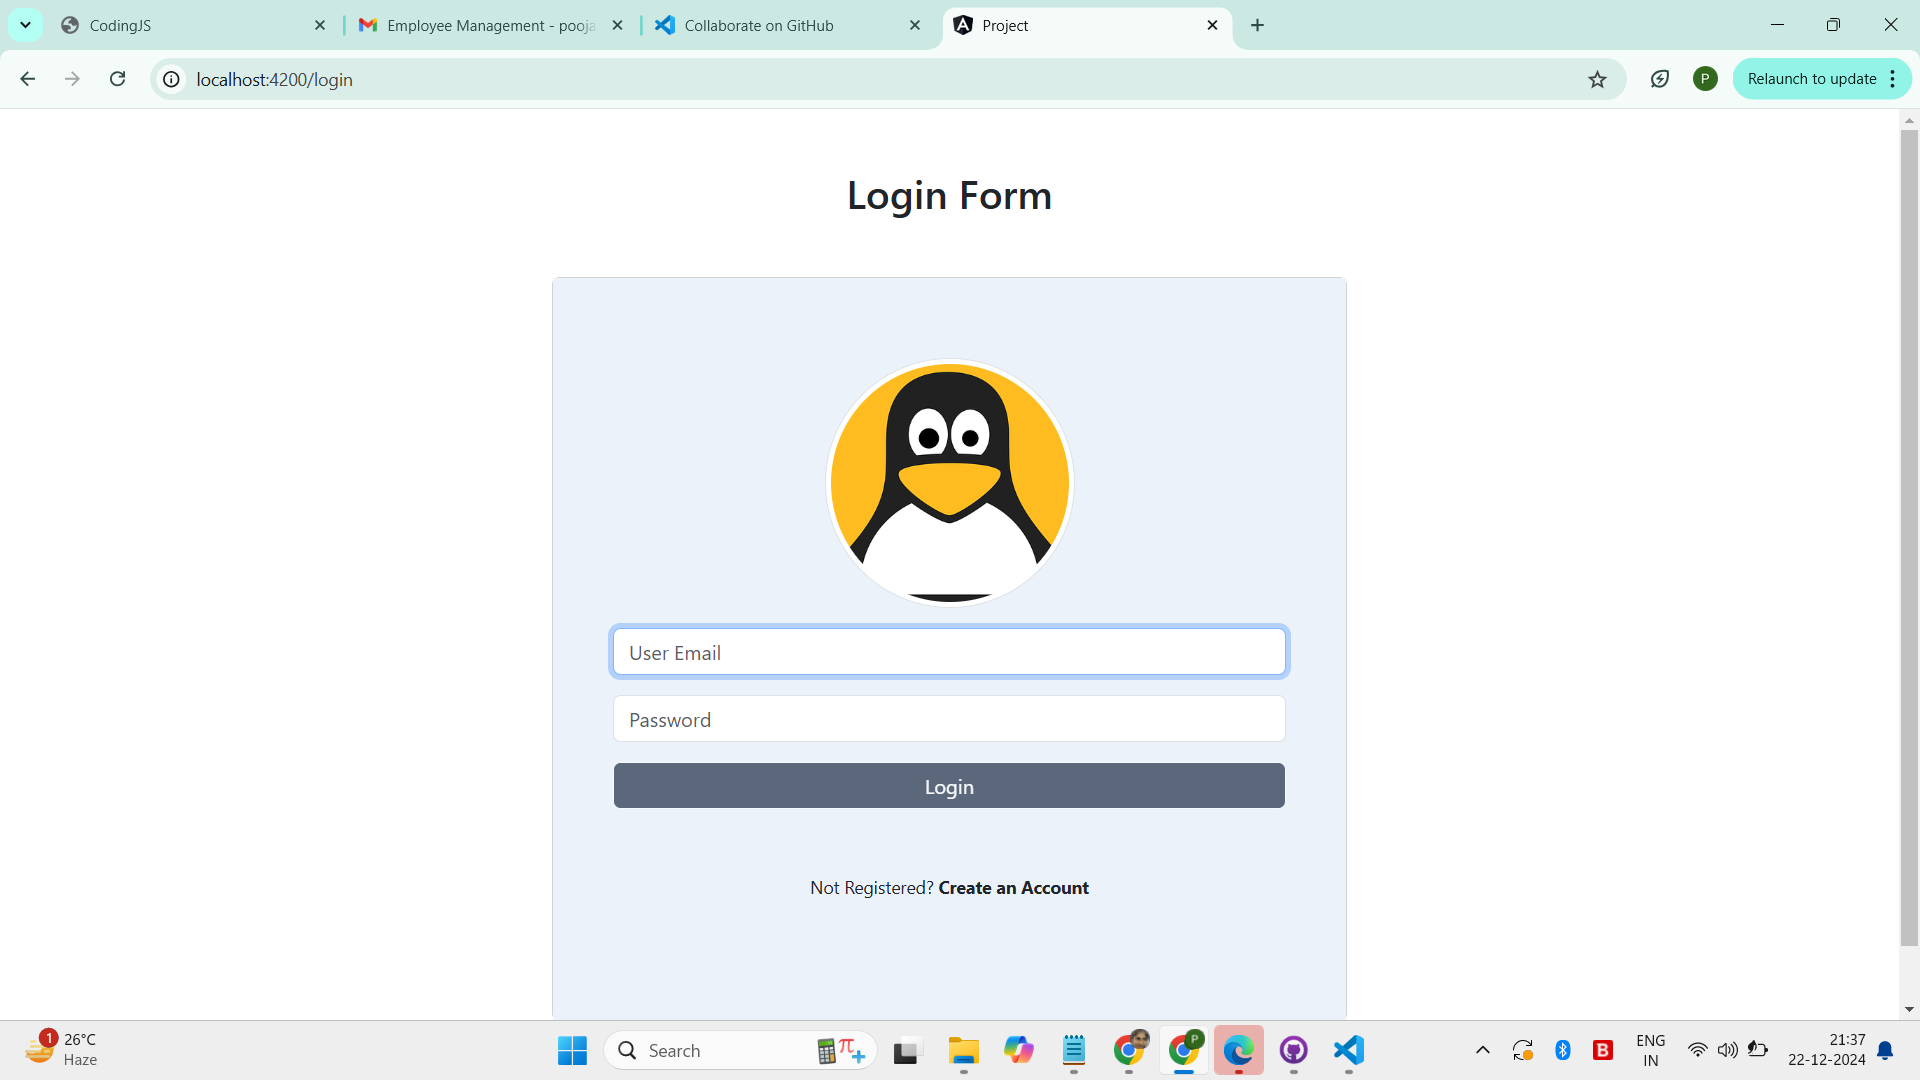 CodingJS
Employee Management - pooja
Collaborate on GitHub
Project
localhost:4200/login
P
Relaunch to update
Login Form
User Email
Password
Login
Not Registered? Create an Account
1
26°C
Haze
Search
P
B
ENG
IN
21:37
22-12-2024